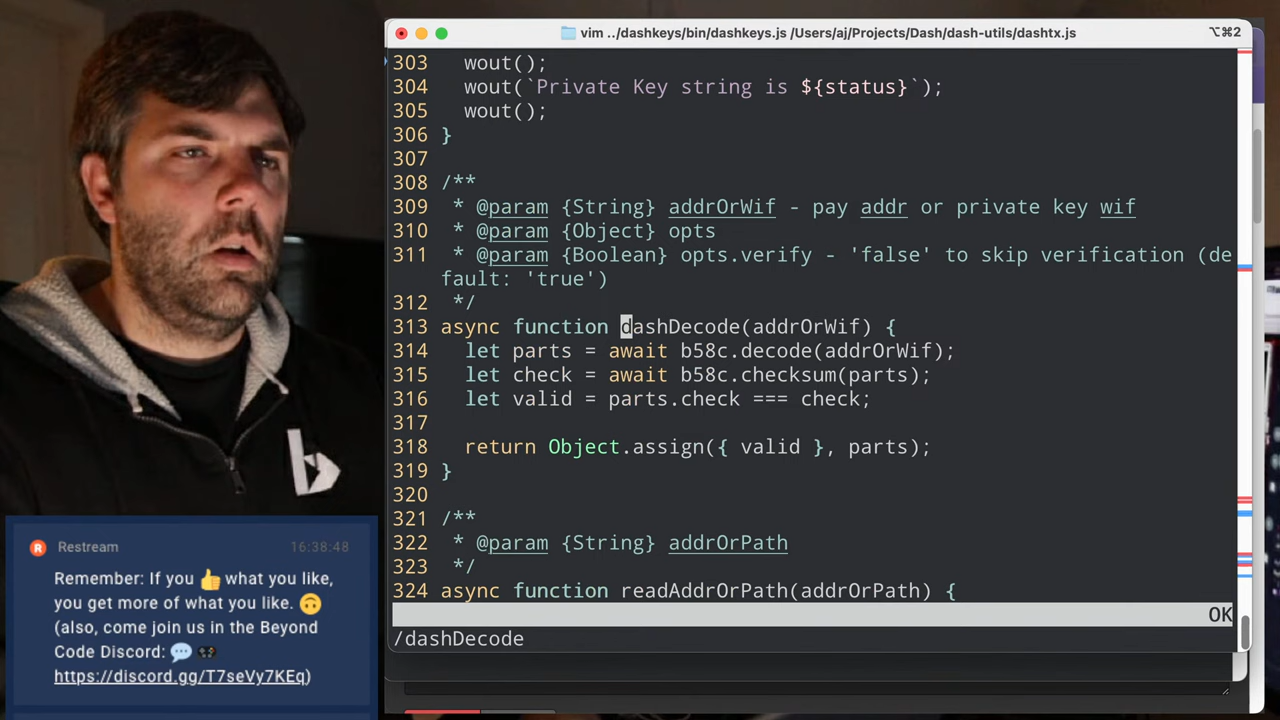 vim ../dashkeys/bin/dashkeys.js /Users/aj/Projects/Dash/dash-utils/dashtx.js
⌥⌘2
303   wout();
304   wout(`Private Key string is ${status}`);
305   wout();
306 }
307
308 /**
309  * @param {String} addrOrWif - pay addr or private key wif
310  * @param {Object} opts
311  * @param {Boolean} opts.verify - 'false' to skip verification (de
fault: 'true')
312  */
313 async function dashDecode(addrOrWif) {
314   let parts = await b58c.decode(addrOrWif);
315   let check = await b58c.checksum(parts);
316   let valid = parts.check === check;
317
318   return Object.assign({ valid }, parts);
319 }
320
321 /**
322  * @param {String} addrOrPath
323  */
324 async function readAddrOrPath(addrOrPath) {
OK
/dashDecode
R Restream 16:38:48
Remember: If you 👍 what you like,
you get more of what you like. 🙃
(also, come join us in the Beyond
Code Discord: 💬 🎮
https://discord.gg/T7seVy7KEq)